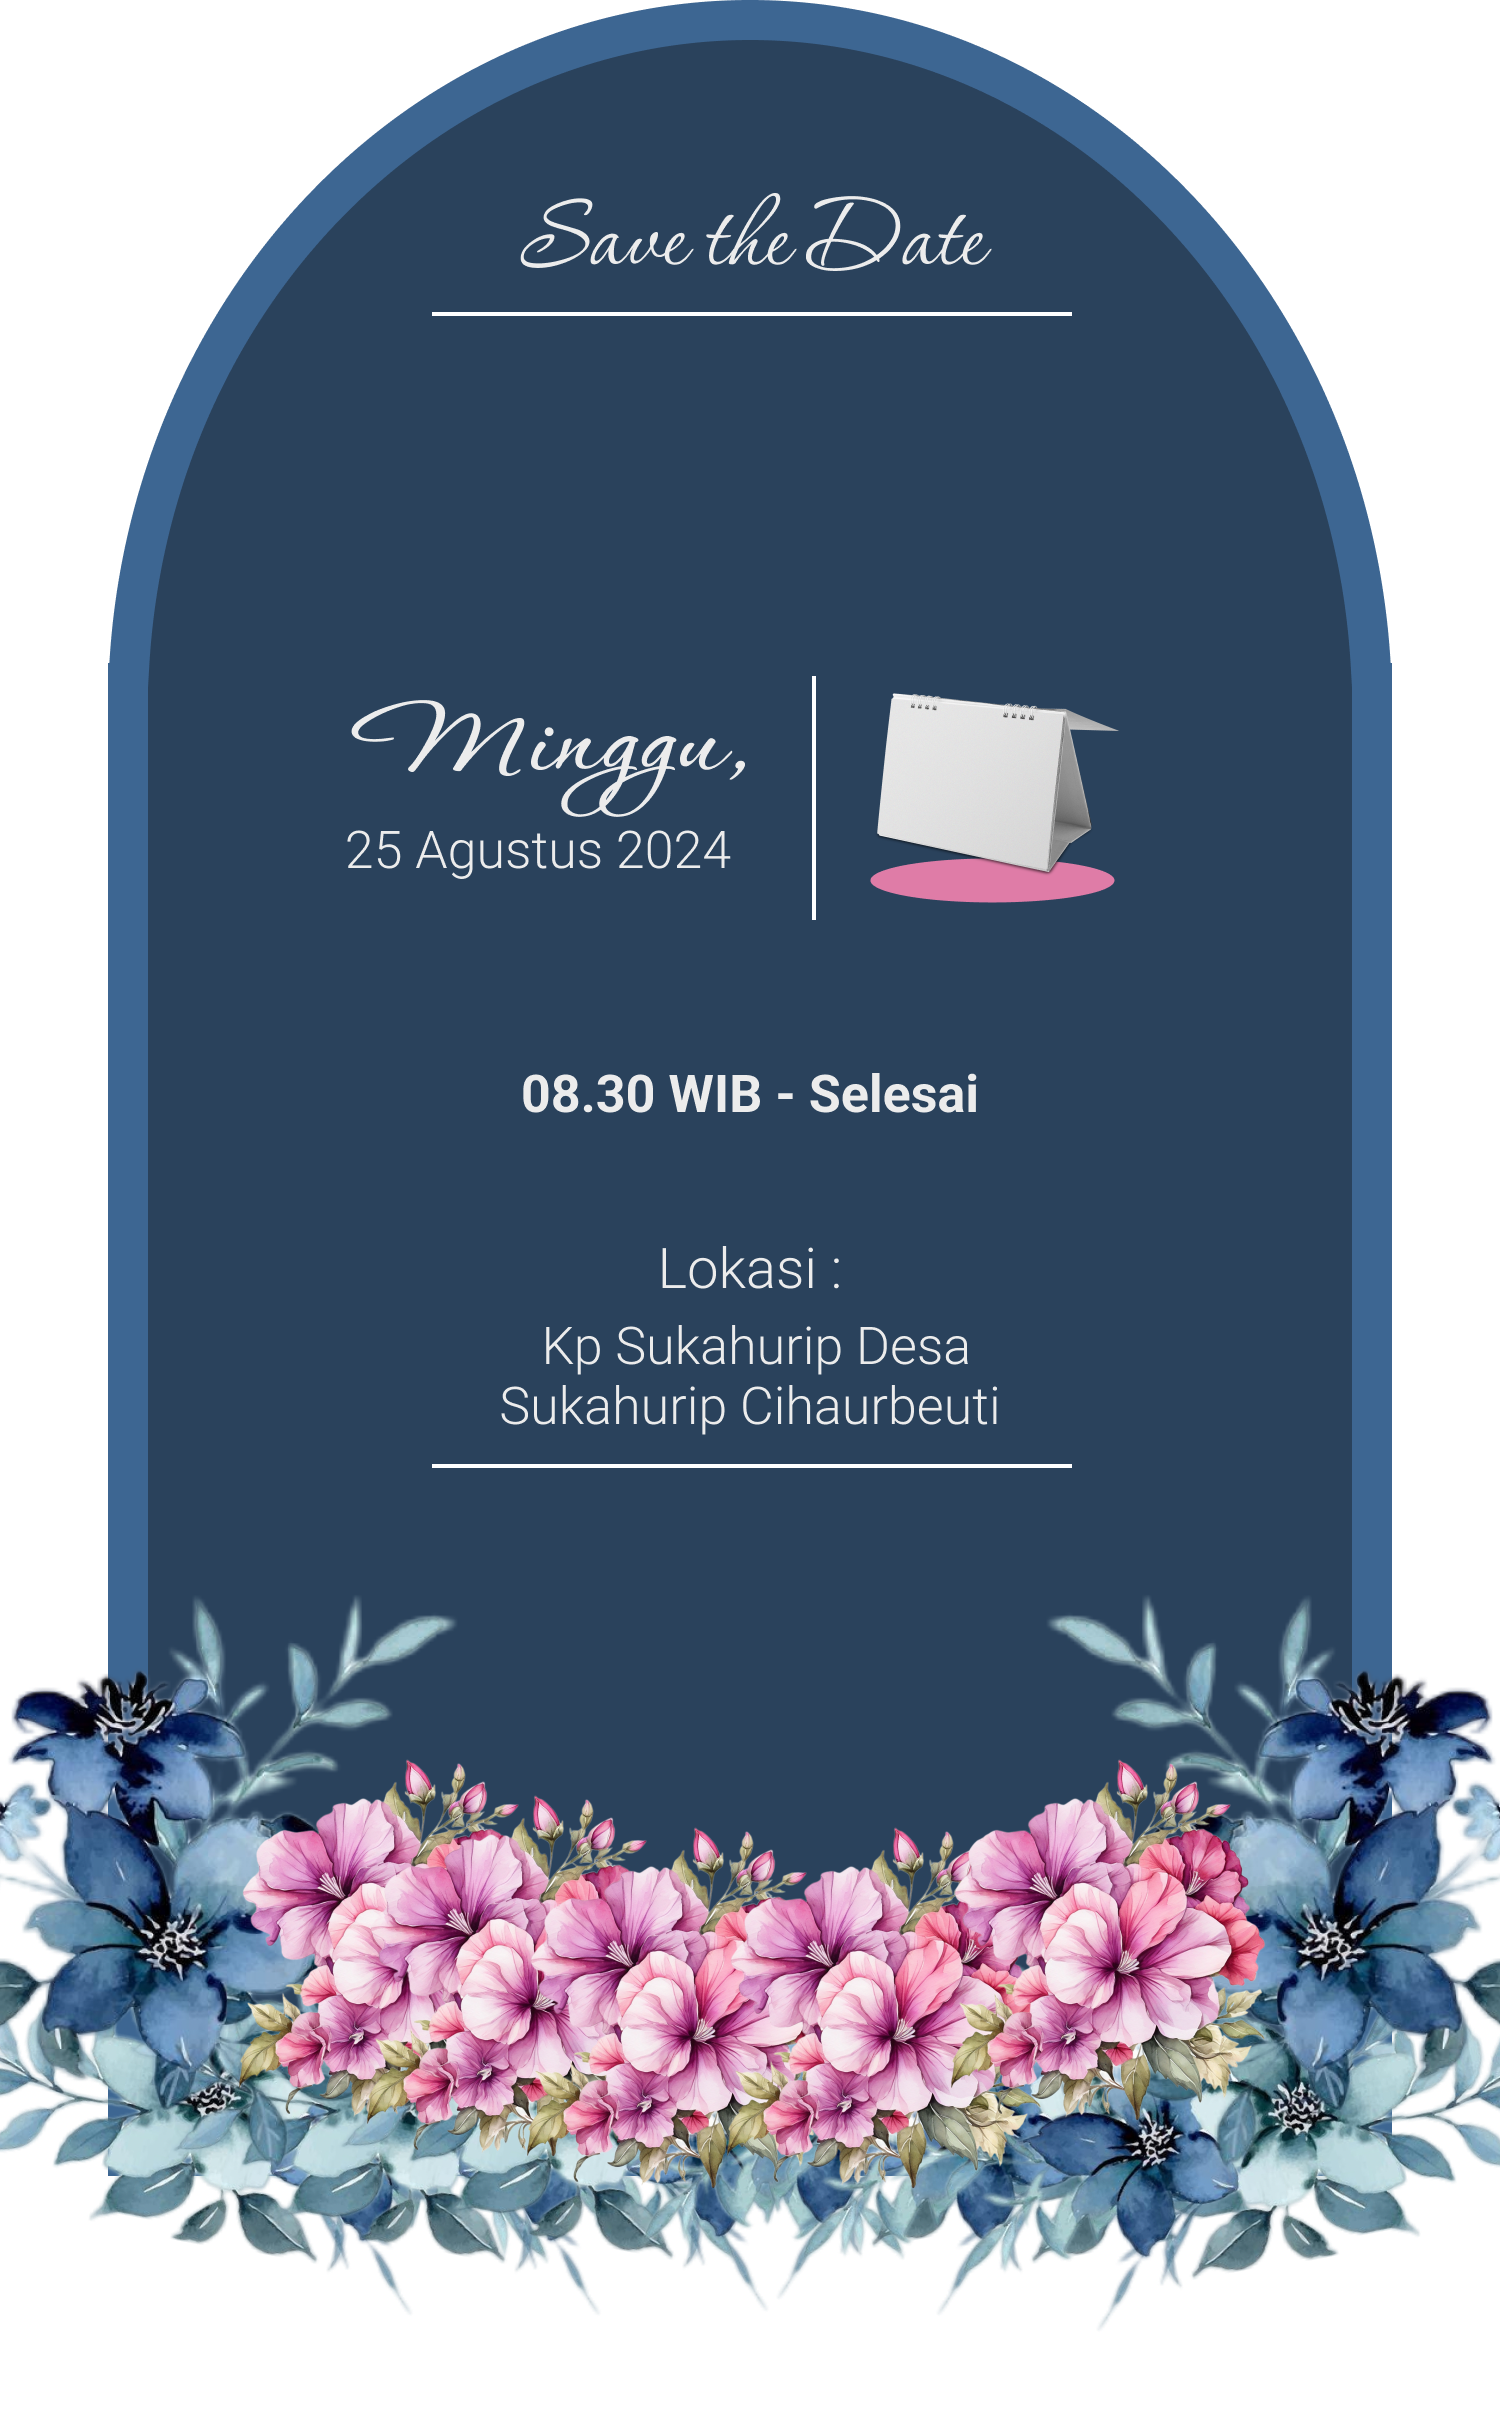 Save the Date
Minggu,
25 Agustus 2024
08.30 WIB - Selesai
Lokasi :
Kp Sukahurip Desa
Sukahurip Cihaurbeuti